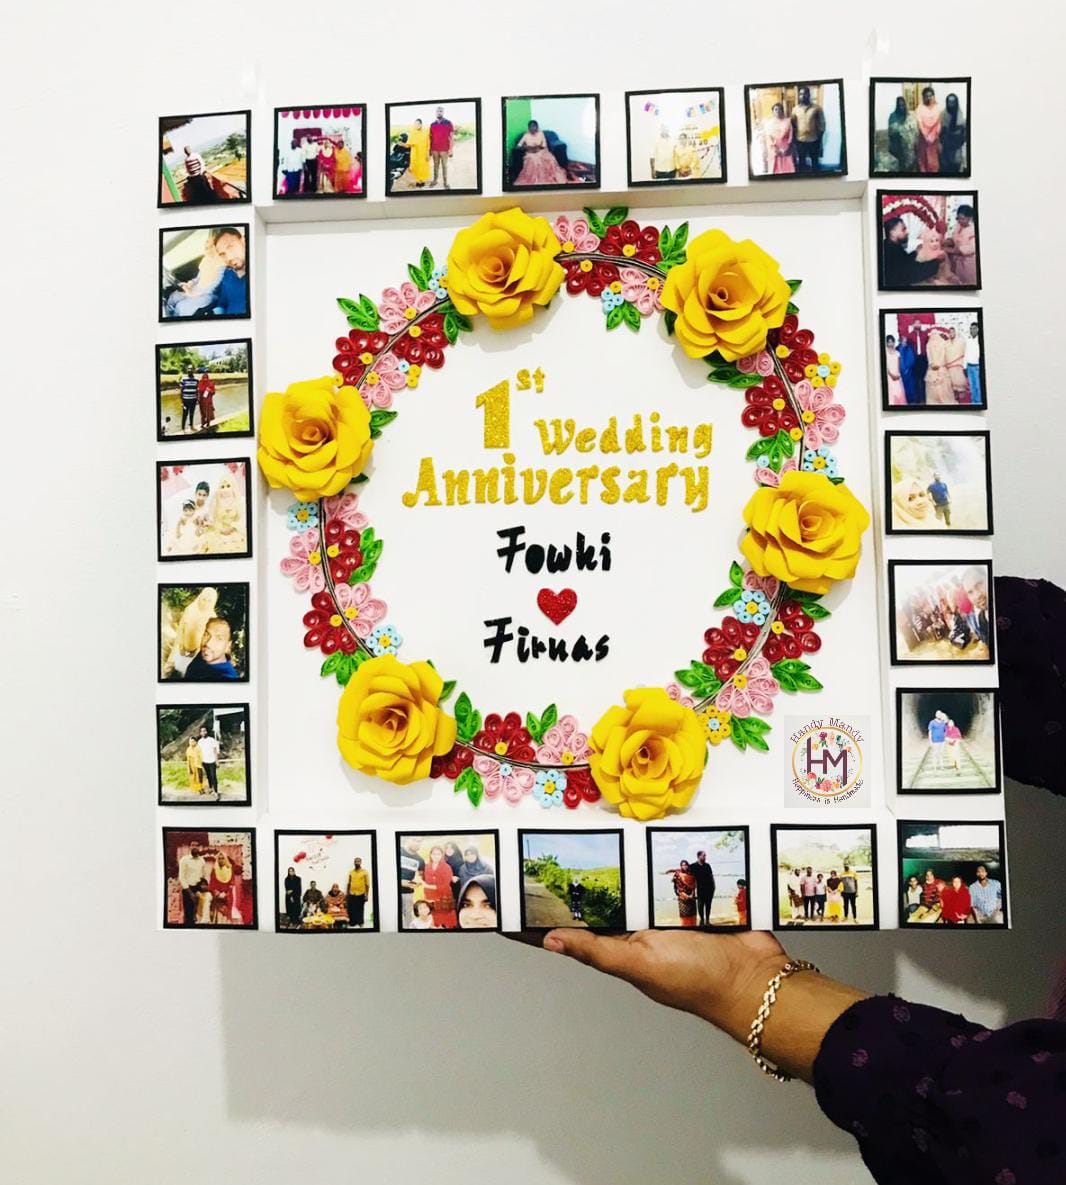 1st Wedding
Anniversary
Fowki
Firnas
Handy Mandy
HM
Happiness is Handmade